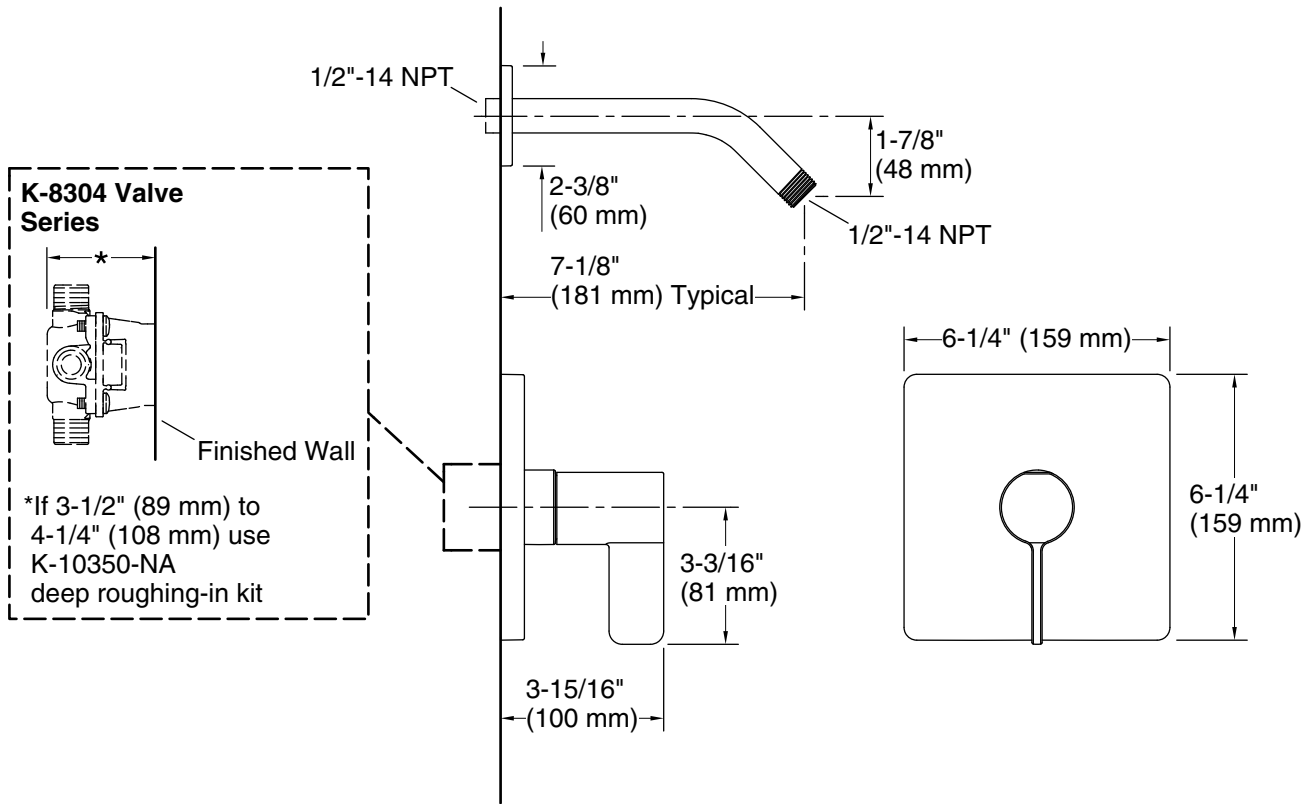 1/2"-14 NPT
1-7/8"
(48 mm)
2-3/8"
(60 mm)
1/2"-14 NPT
7-1/8"
(181 mm) Typical
K-8304 Valve
Series
*
Finished Wall
*If 3-1/2" (89 mm) to
4-1/4" (108 mm) use
K-10350-NA
deep roughing-in kit
3-3/16"
(81 mm)
3-15/16"
(100 mm)
6-1/4" (159 mm)
6-1/4"
(159 mm)